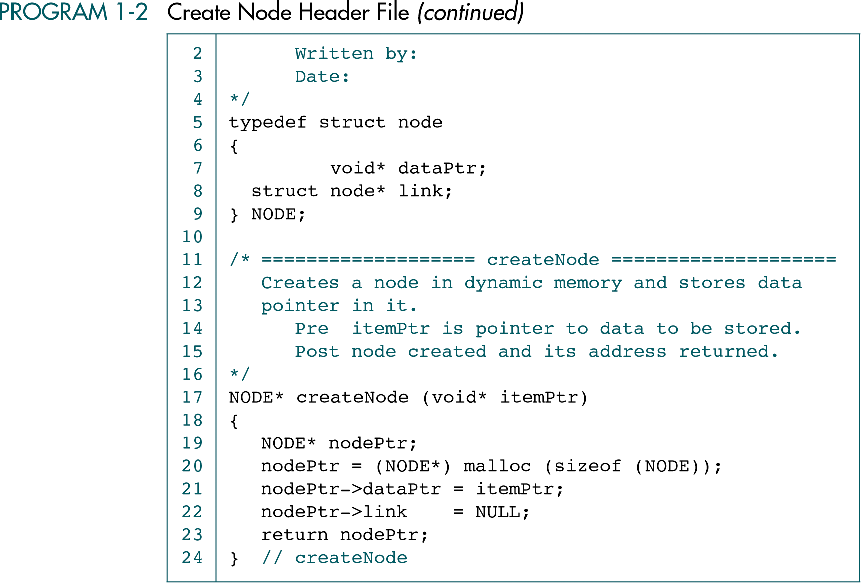 PROGRAM 1-2 Create Node Header File (continued)
2 Written by:
3 Date:
4 */
5 typedef struct node
6 {
7 void* dataPtr;
8 struct node* link;
9 } NODE;
10
11 /* =================== createNode ====================
12 Creates a node in dynamic memory and stores data
13 pointer in it.
14 Pre itemPtr is pointer to data to be stored.
15 Post node created and its address returned.
16 */
17 NODE* createNode (void* itemPtr)
18 {
19 NODE* nodePtr;
20 nodePtr = (NODE*) malloc (sizeof (NODE));
21 nodePtr->dataPtr = itemPtr;
22 nodePtr->link = NULL;
23 return nodePtr;
24 } // createNode